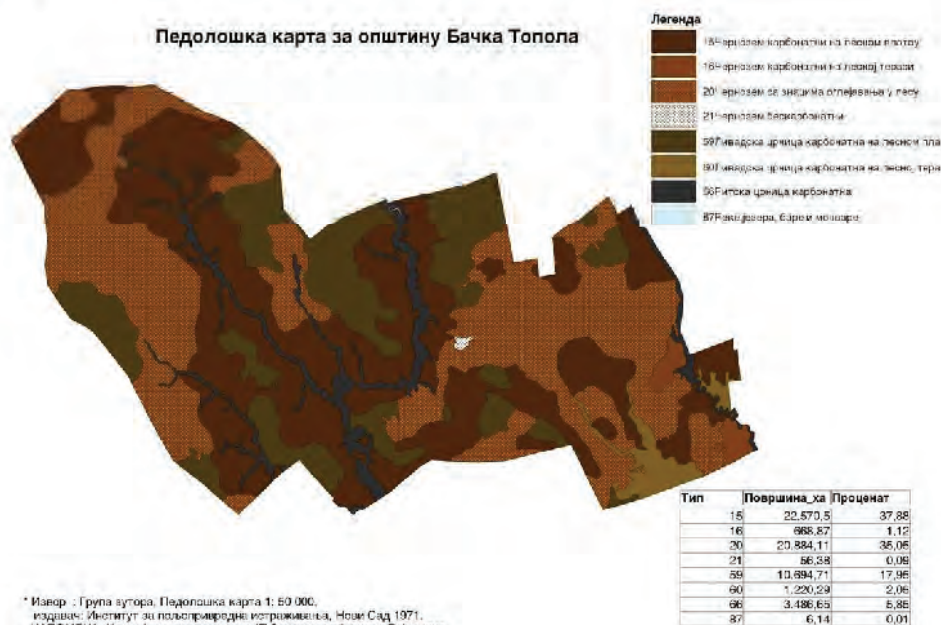 Педолошка карта за општину Бачка Топола
Легенда
15Чернозем карбонатни на лесном платоу
16Чернозем карбонатни на лесној тераси
20Чернозем са знацима оглејавања у лесу
21Чернозем бескарбонатни
59Ливадска црница карбонатна на лесном пла
60Ливадска црница карбонатна на лесној тера
66Ритска црница карбонатна
87Реке,језера, баре и мочваре
Тип Површина_ха Проценат
15 22.570,5 37,88
16 668,87 1,12
20 20.884,11 35,05
21 56,38 0,09
59 10.694,71 17,95
60 1.220,29 2,05
66 3.486,65 5,85
87 6,14 0,01
* Извор : Група аутора, Педолошка карта 1: 50 000,
издавач: Институт за пољопривредна истраживања, Нови Сад 1971.